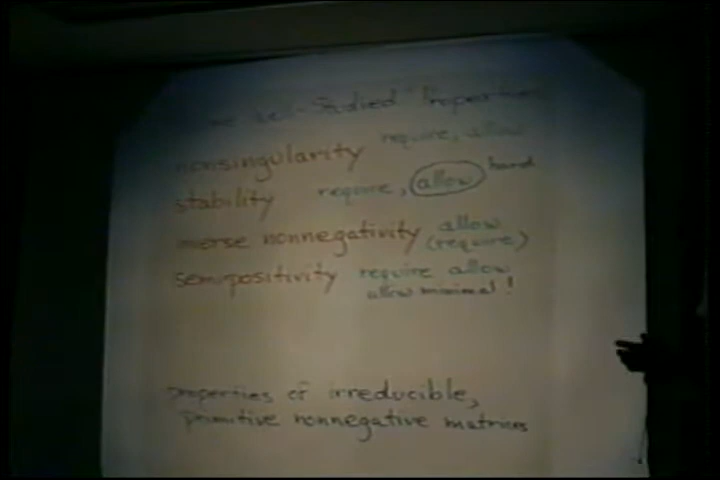 Studied Properties
nonsingularity require, allow
stability require, allow hard
inverse nonnegativity allow
(require)
semipositivity require allow
allow minimal!
properties of irreducible,
primitive nonnegative matrices